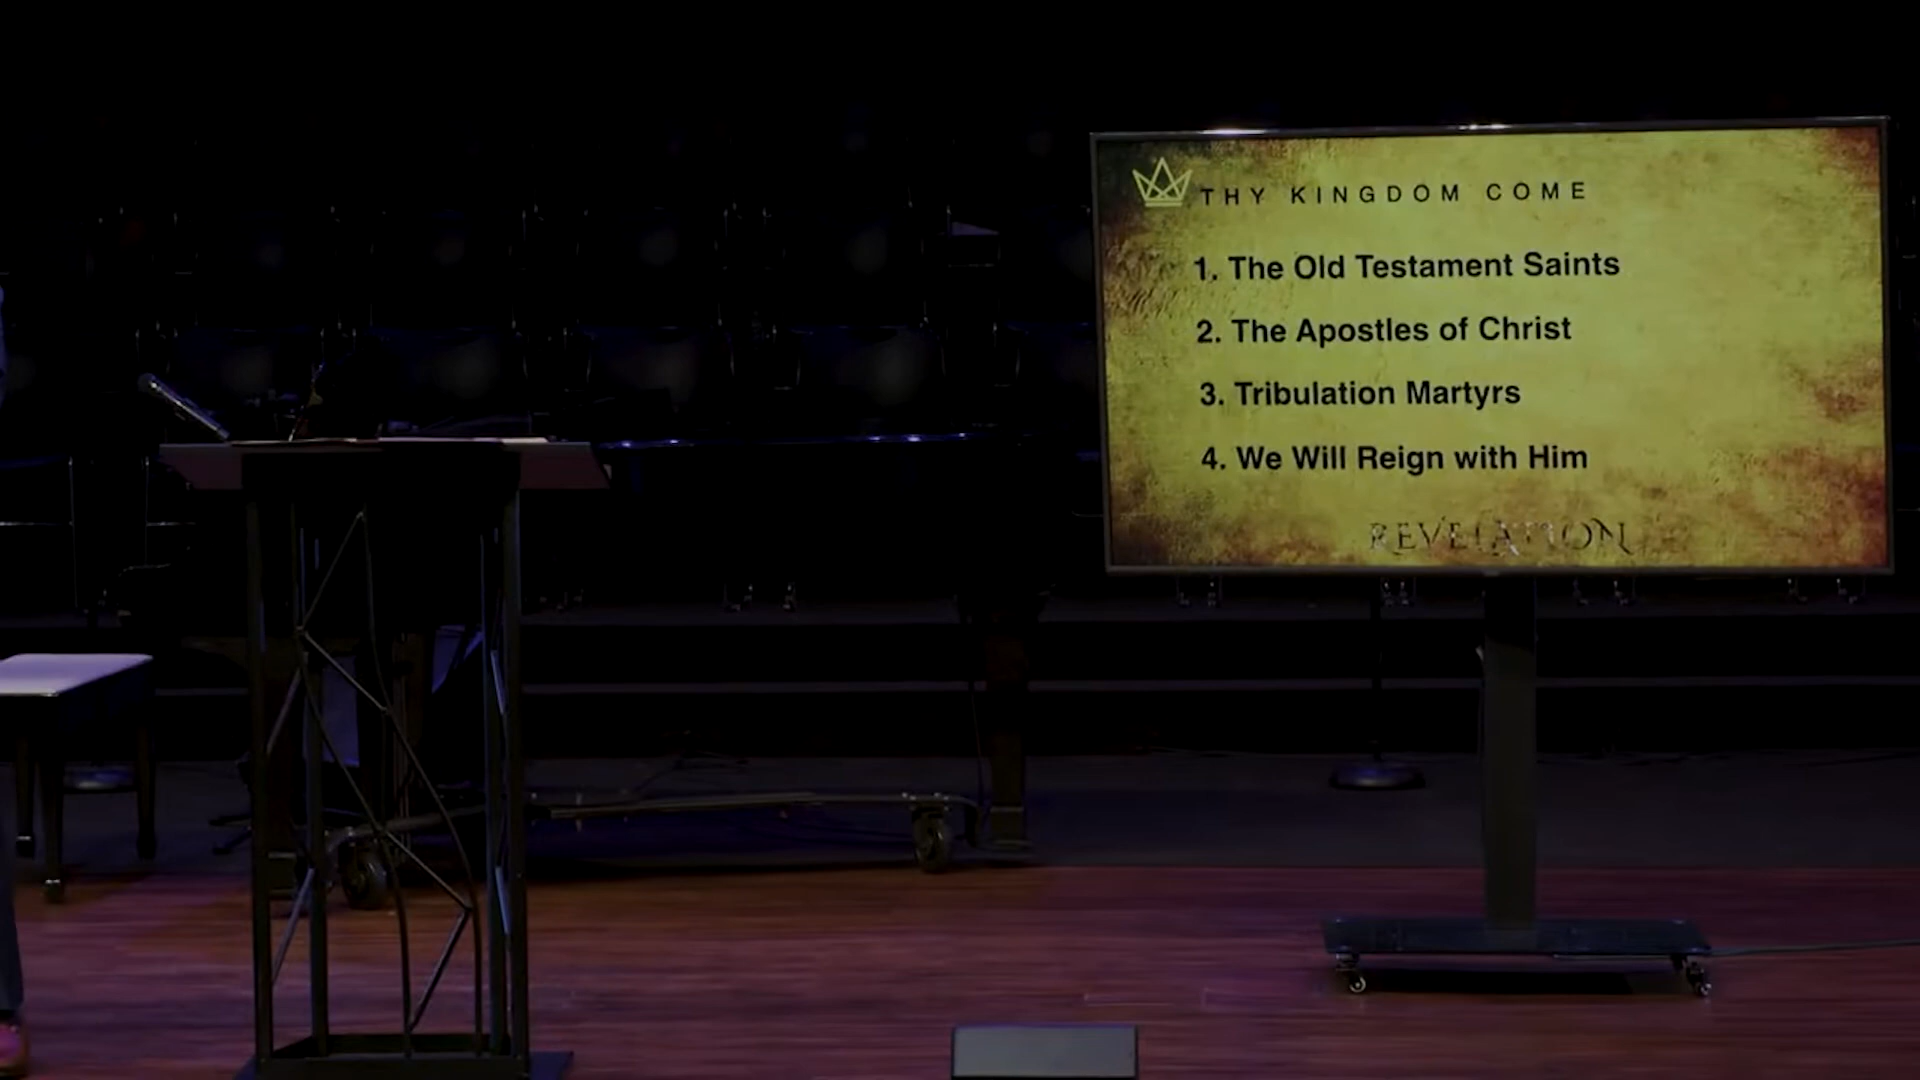 THY KINGDOM COME
1. The Old Testament Saints
2. The Apostles of Christ
3. Tribulation Martyrs
4. We Will Reign with Him
REVELATION